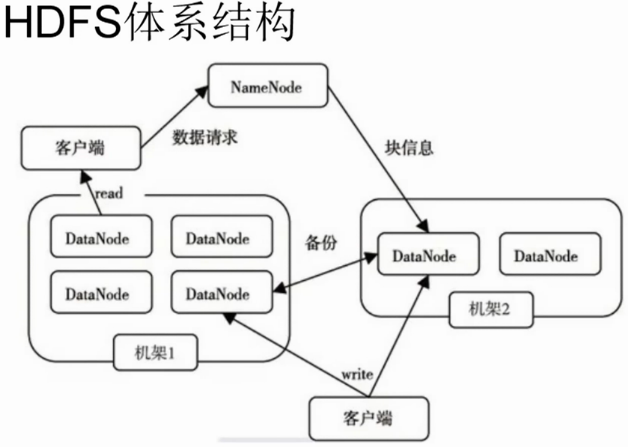 HDFS体系结构
NameNode
数据请求
客户端
块信息
read
DataNode
DataNode
备份
DataNode
DataNode
DataNode
DataNode
机架1
机架2
write
客户端